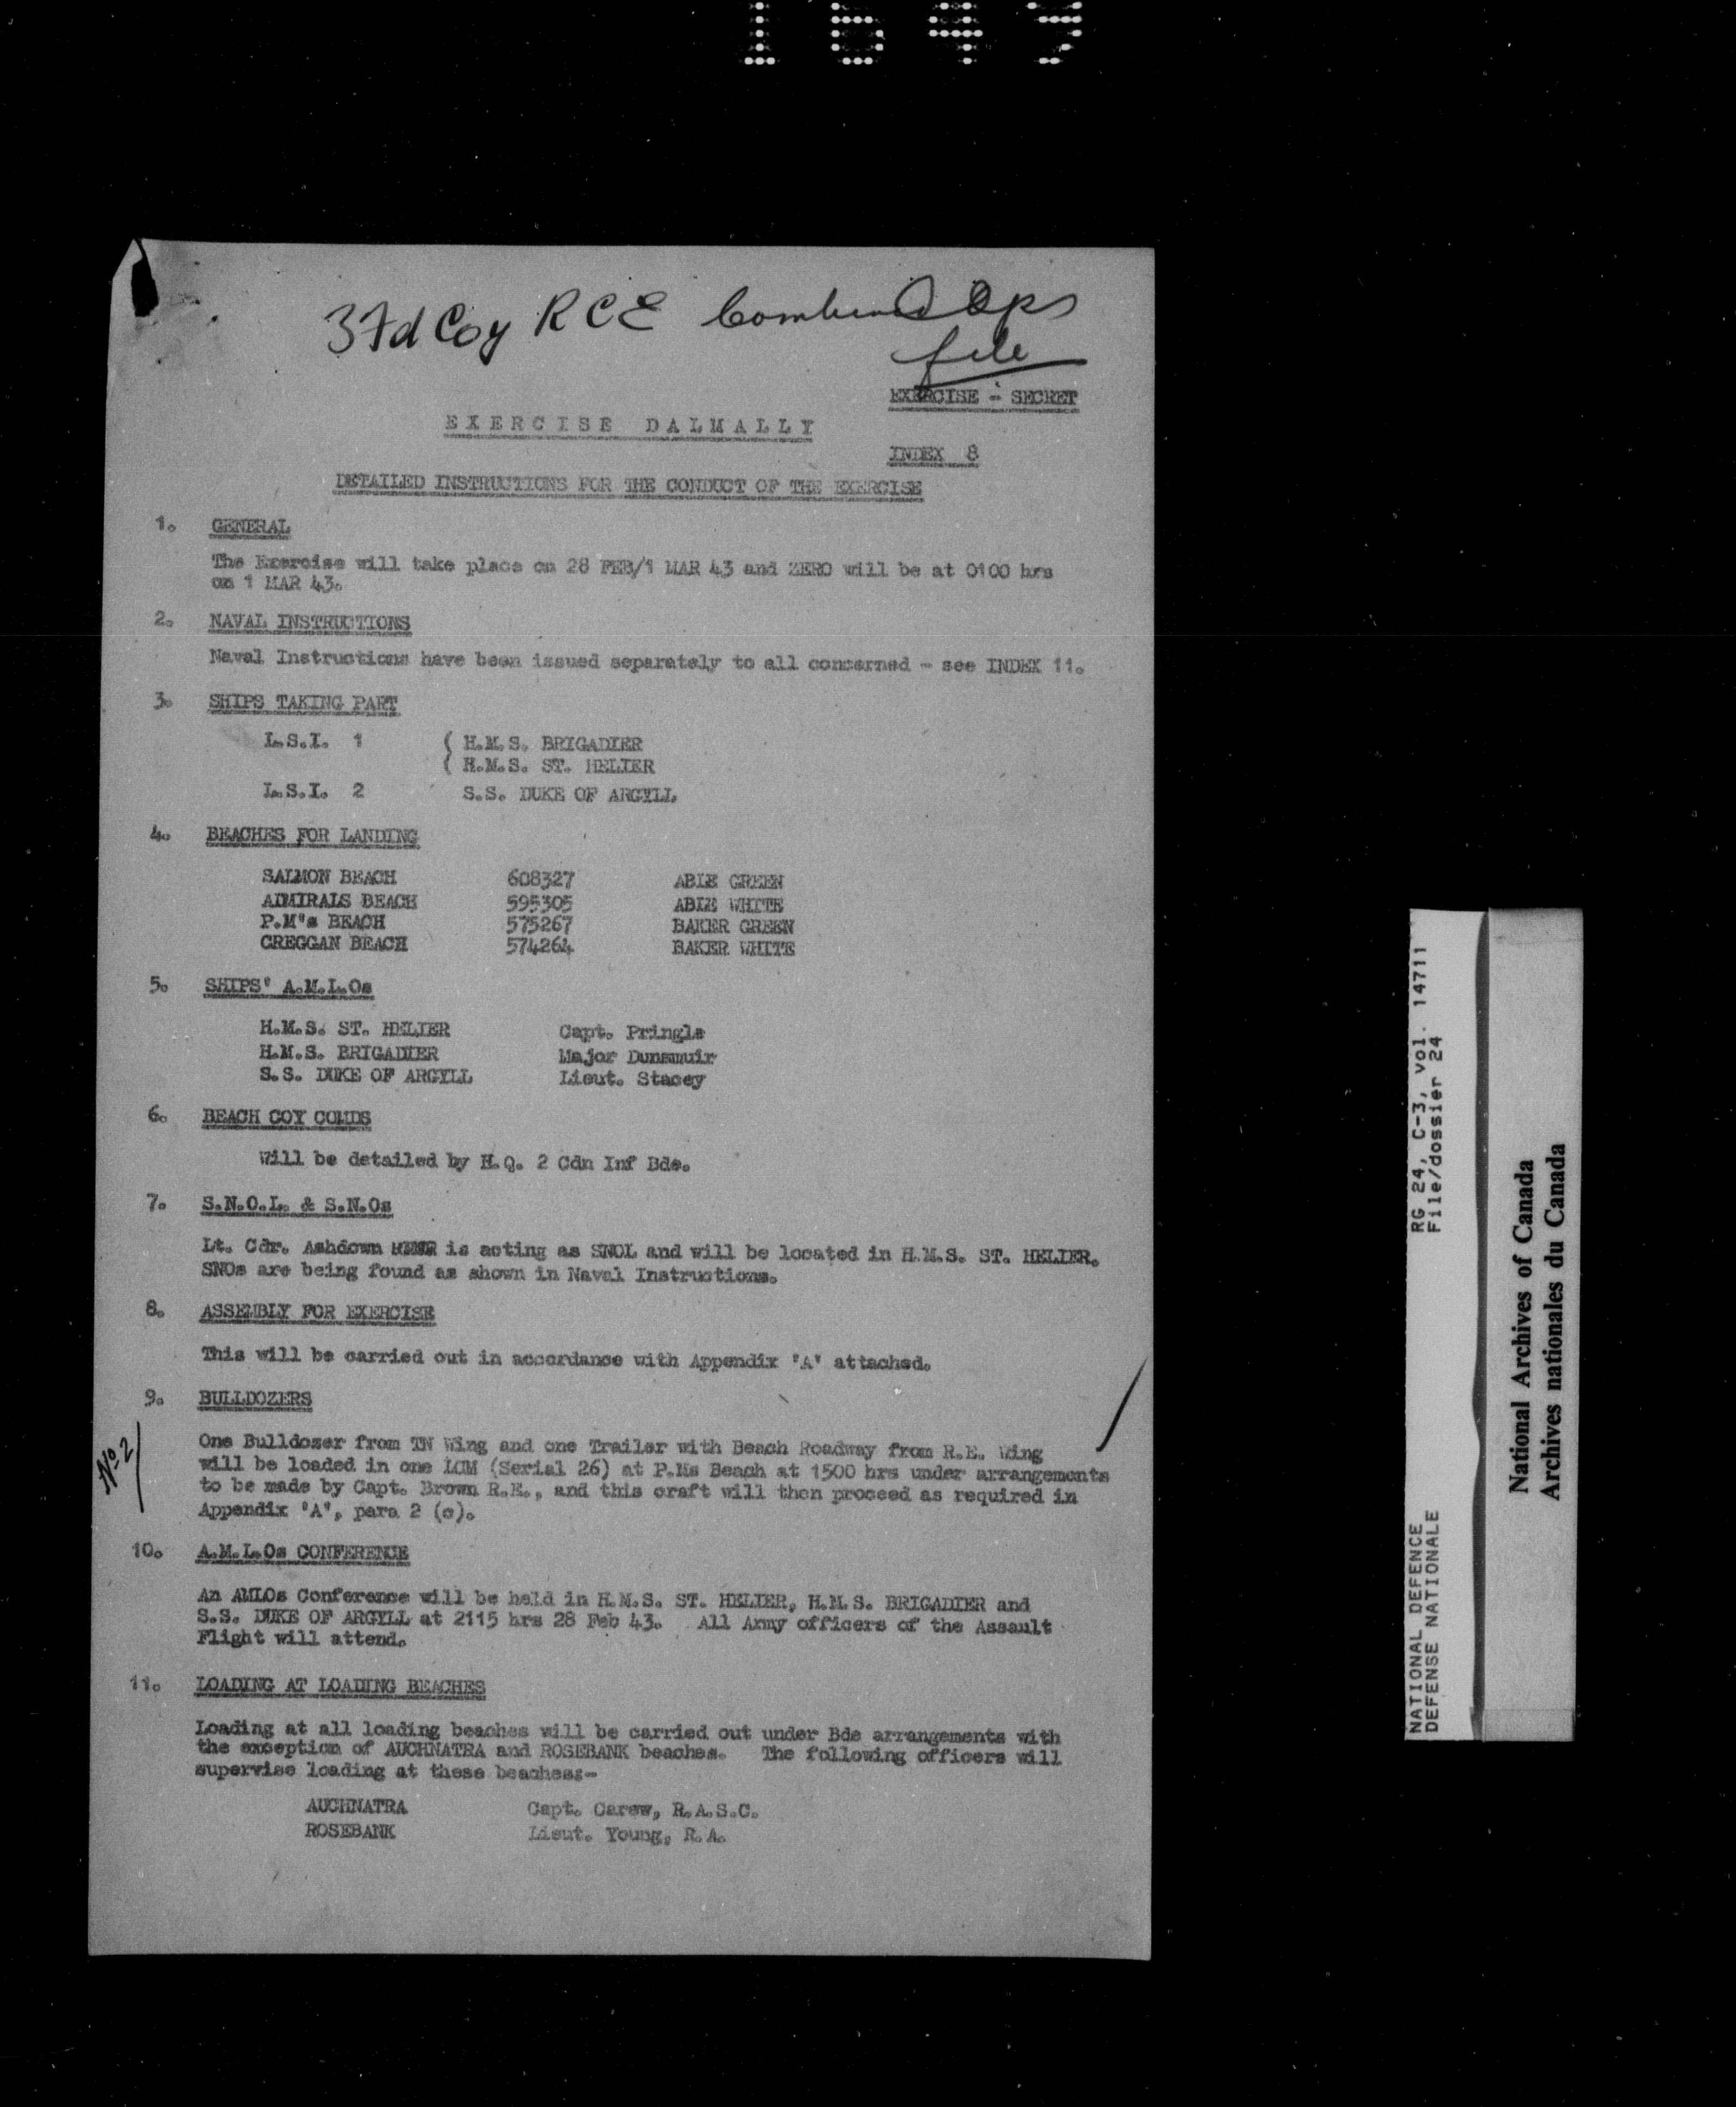 1649
3 Fd Coy RCE Combined Ops
file
EXERCISE - SECRET
EXERCISE DALMALLY
INDEX 8
DETAILED INSTRUCTIONS FOR THE CONDUCT OF THE EXERCISE
1. GENERAL
The Exercise will take place on 28 FEB/1 MAR 43 and ZERO will be at 0100 hrs
on 1 MAR 43.
2. NAVAL INSTRUCTIONS
Naval Instructions have been issued separately to all concerned - see INDEX 11.
3. SHIPS TAKING PART
L.S.I. 1 ( H.M.S. BRIGADIER
( H.M.S. ST. HELIER
L.S.I. 2 S.S. DUKE OF ARGYLL
4. BEACHES FOR LANDING
SALMON BEACH 608327 ABLE GREEN
ADMIRALS BEACH 595305 ABLE WHITE
P.M's BEACH 575267 BAKER GREEN
CREGGAN BEACH 574264 BAKER WHITE
5. SHIPS' A.M.L.Os
H.M.S. ST. HELIER Capt. Pringle
H.M.S. BRIGADIER Major Dunsmuir
S.S. DUKE OF ARGYLL Lieut. Stacey
6. BEACH COY COMDS
Will be detailed by H.Q. 2 Cdn Inf Bde.
7. S.N.O.L. & S.N.Os
Lt. Cdr. Ashdown is acting as SNOL and will be located in H.M.S. ST. HELIER.
SNOs are being found as shown in Naval Instructions.
8. ASSEMBLY FOR EXERCISE
This will be carried out in accordance with Appendix 'A' attached.
9. BULLDOZERS
No 2
One Bulldozer from TN Wing and one Trailer with Beach Roadway from R.E. Wing
will be loaded in one LCM (Serial 26) at P.Ms Beach at 1500 hrs under arrangements
to be made by Capt. Brown R.E., and this craft will then proceed as required in
Appendix 'A', para 2 (c).
10. A.M.L.Os CONFERENCE
An AMLOs Conference will be held in H.M.S. ST. HELIER, H.M.S. BRIGADIER and
S.S. DUKE OF ARGYLL at 2115 hrs 28 Feb 43. All Army officers of the Assault
Flight will attend.
11. LOADING AT LOADING BEACHES
Loading at all loading beaches will be carried out under Bde arrangements with
the exception of AUCHNATRA and ROSEBANK beaches. The following officers will
supervise loading at these beaches:-
AUCHNATRA Capt. Carew, R.A.S.C.
ROSEBANK Lieut. Young, R.A.
NATIONAL DEFENCE RG 24, C-3, vol. 14711
DEFENSE NATIONALE File/dossier 24
National Archives of Canada
Archives nationales du Canada